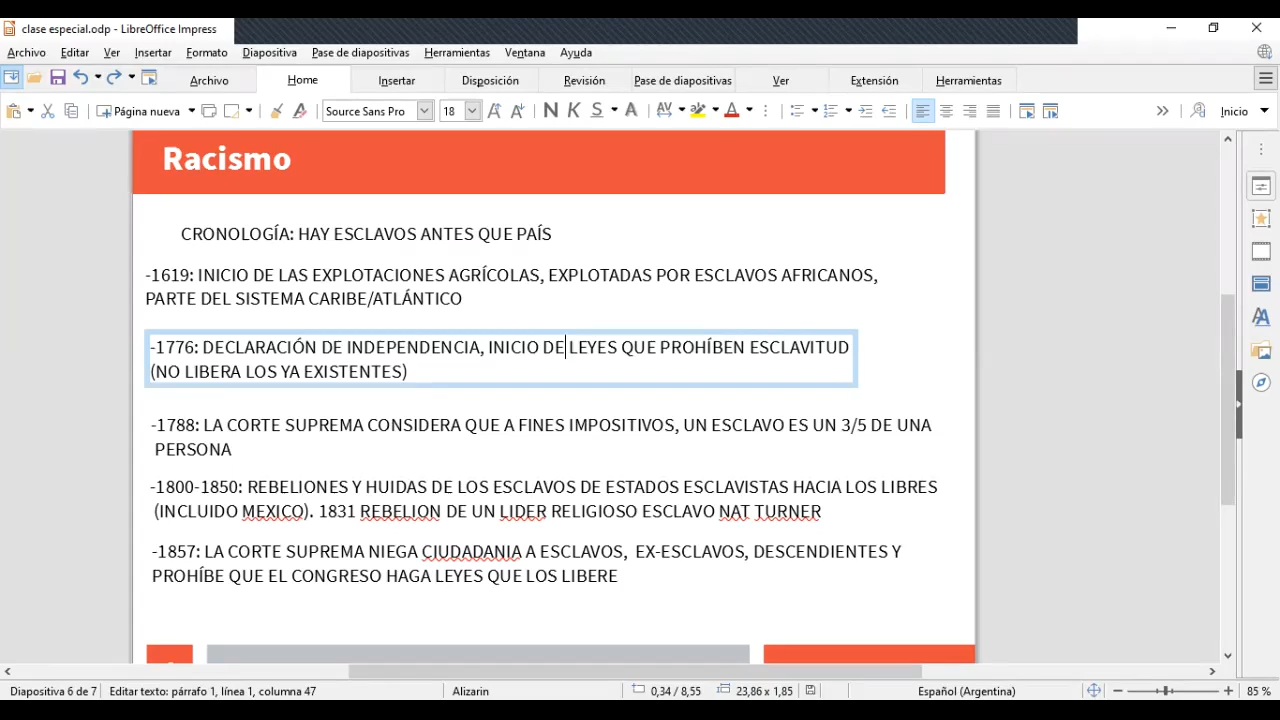 clase especial.odp - LibreOffice Impress
Archivo Editar Ver Insertar Formato Diapositiva Pase de diapositivas Herramientas Ventana Ayuda
Archivo Home Insertar Disposición Revisión Pase de diapositivas Ver Extensión Herramientas
Página nueva Source Sans Pro 18 N K S A Inicio
Racismo
CRONOLOGÍA: HAY ESCLAVOS ANTES QUE PAÍS
-1619: INICIO DE LAS EXPLOTACIONES AGRÍCOLAS, EXPLOTADAS POR ESCLAVOS AFRICANOS,
PARTE DEL SISTEMA CARIBE/ATLÁNTICO
-1776: DECLARACIÓN DE INDEPENDENCIA, INICIO DE LEYES QUE PROHÍBEN ESCLAVITUD
(NO LIBERA LOS YA EXISTENTES)
-1788: LA CORTE SUPREMA CONSIDERA QUE A FINES IMPOSITIVOS, UN ESCLAVO ES UN 3/5 DE UNA
PERSONA
-1800-1850: REBELIONES Y HUIDAS DE LOS ESCLAVOS DE ESTADOS ESCLAVISTAS HACIA LOS LIBRES
(INCLUIDO MEXICO). 1831 REBELION DE UN LIDER RELIGIOSO ESCLAVO NAT TURNER
-1857: LA CORTE SUPREMA NIEGA CIUDADANIA A ESCLAVOS, EX-ESCLAVOS, DESCENDIENTES Y
PROHÍBE QUE EL CONGRESO HAGA LEYES QUE LOS LIBERE
Diapositiva 6 de 7 Editar texto: párrafo 1, línea 1, columna 47 Alizarin 0,34 / 8,55 23,86 x 1,85 Español (Argentina) 85 %